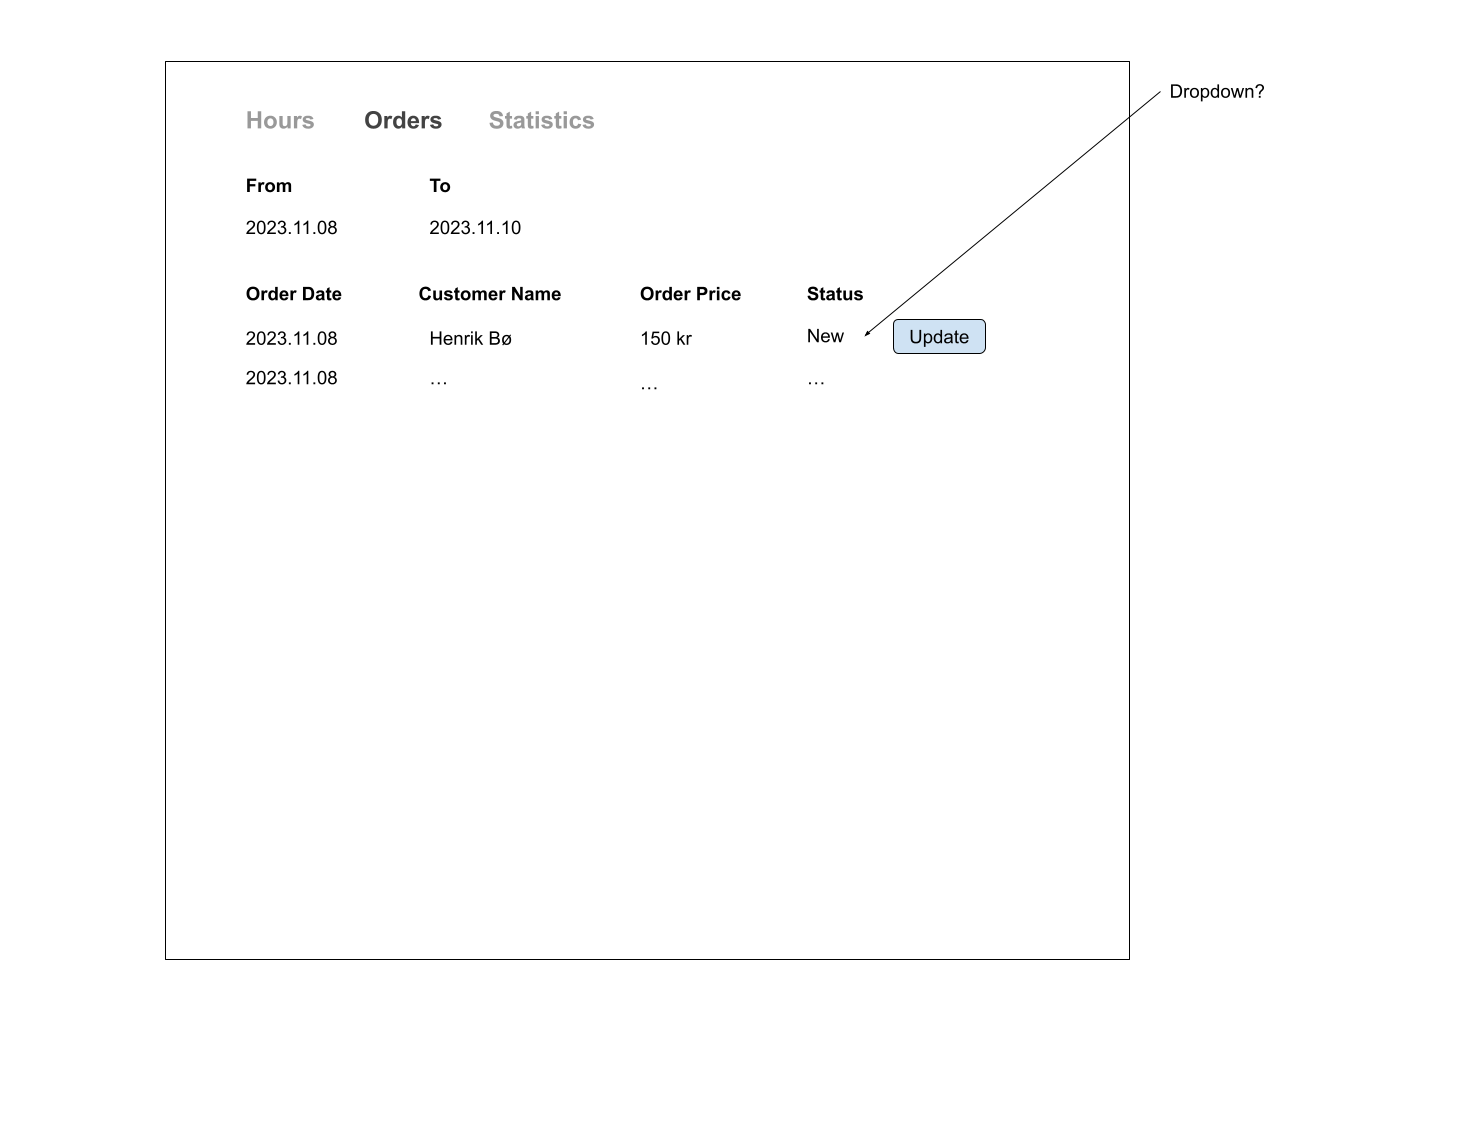 Dropdown?
Hours Orders Statistics
From To
2023.11.08 2023.11.10
Order Date Customer Name Order Price Status
2023.11.08 Henrik Bø 150 kr New Update
2023.11.08 … … …